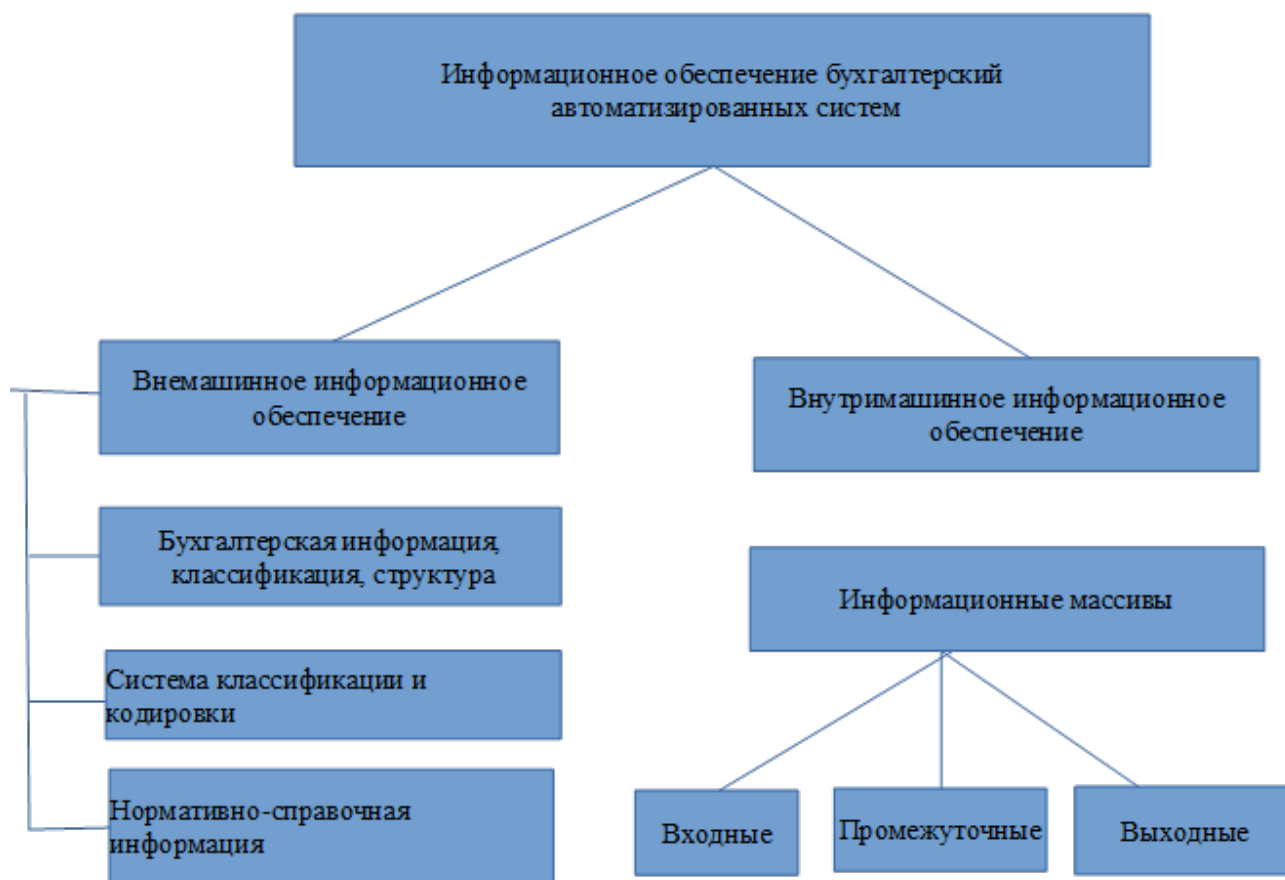 Информационное обеспечение бухгалтерский
автоматизированных систем
Внемашинное информационное
обеспечение
Внутримашинное информационное
обеспечение
Бухгалтерская информация,
классификация, структура
Информационные массивы
Система классификации и
кодировки
Нормативно-справочная
информация
Входные
Промежуточные
Выходные